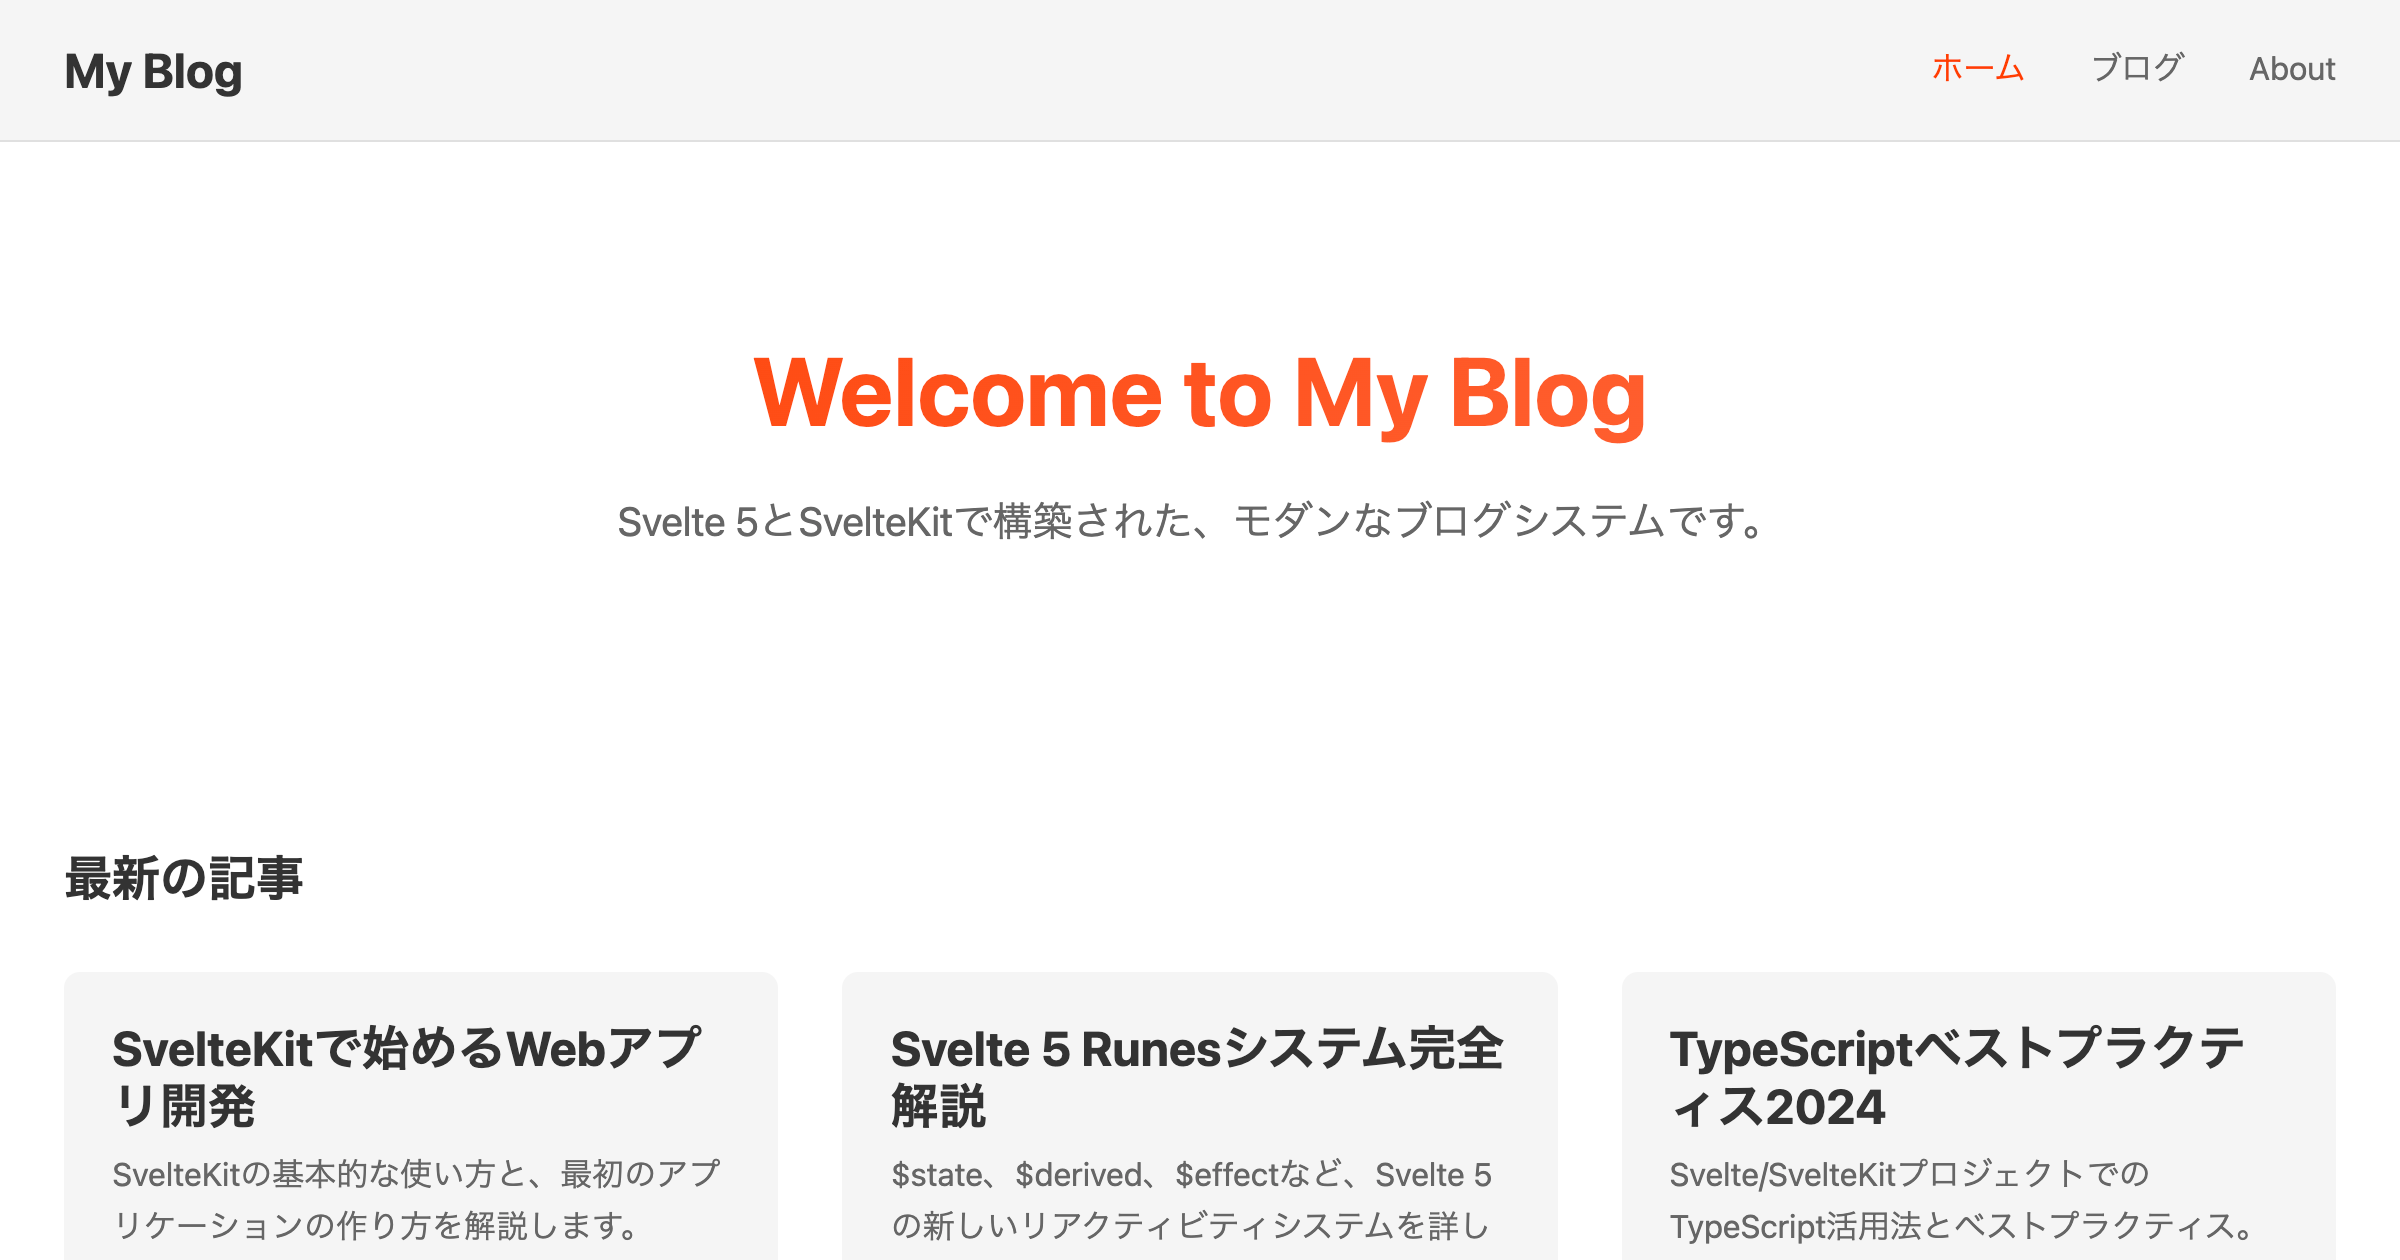 My Blog
ホーム ブログ About
Welcome to My Blog
Svelte 5とSvelteKitで構築された、モダンなブログシステムです。
最新の記事
SvelteKitで始めるWebアプ
リ開発
SvelteKitの基本的な使い方と、最初のアプ
リケーションの作り方を解説します。
Svelte 5 Runesシステム完全
解説
$state、$derived、$effectなど、Svelte 5
の新しいリアクティビティシステムを詳し
TypeScriptベストプラクテ
ィス2024
Svelte/SvelteKitプロジェクトでの
TypeScript活用法とベストプラクティス。